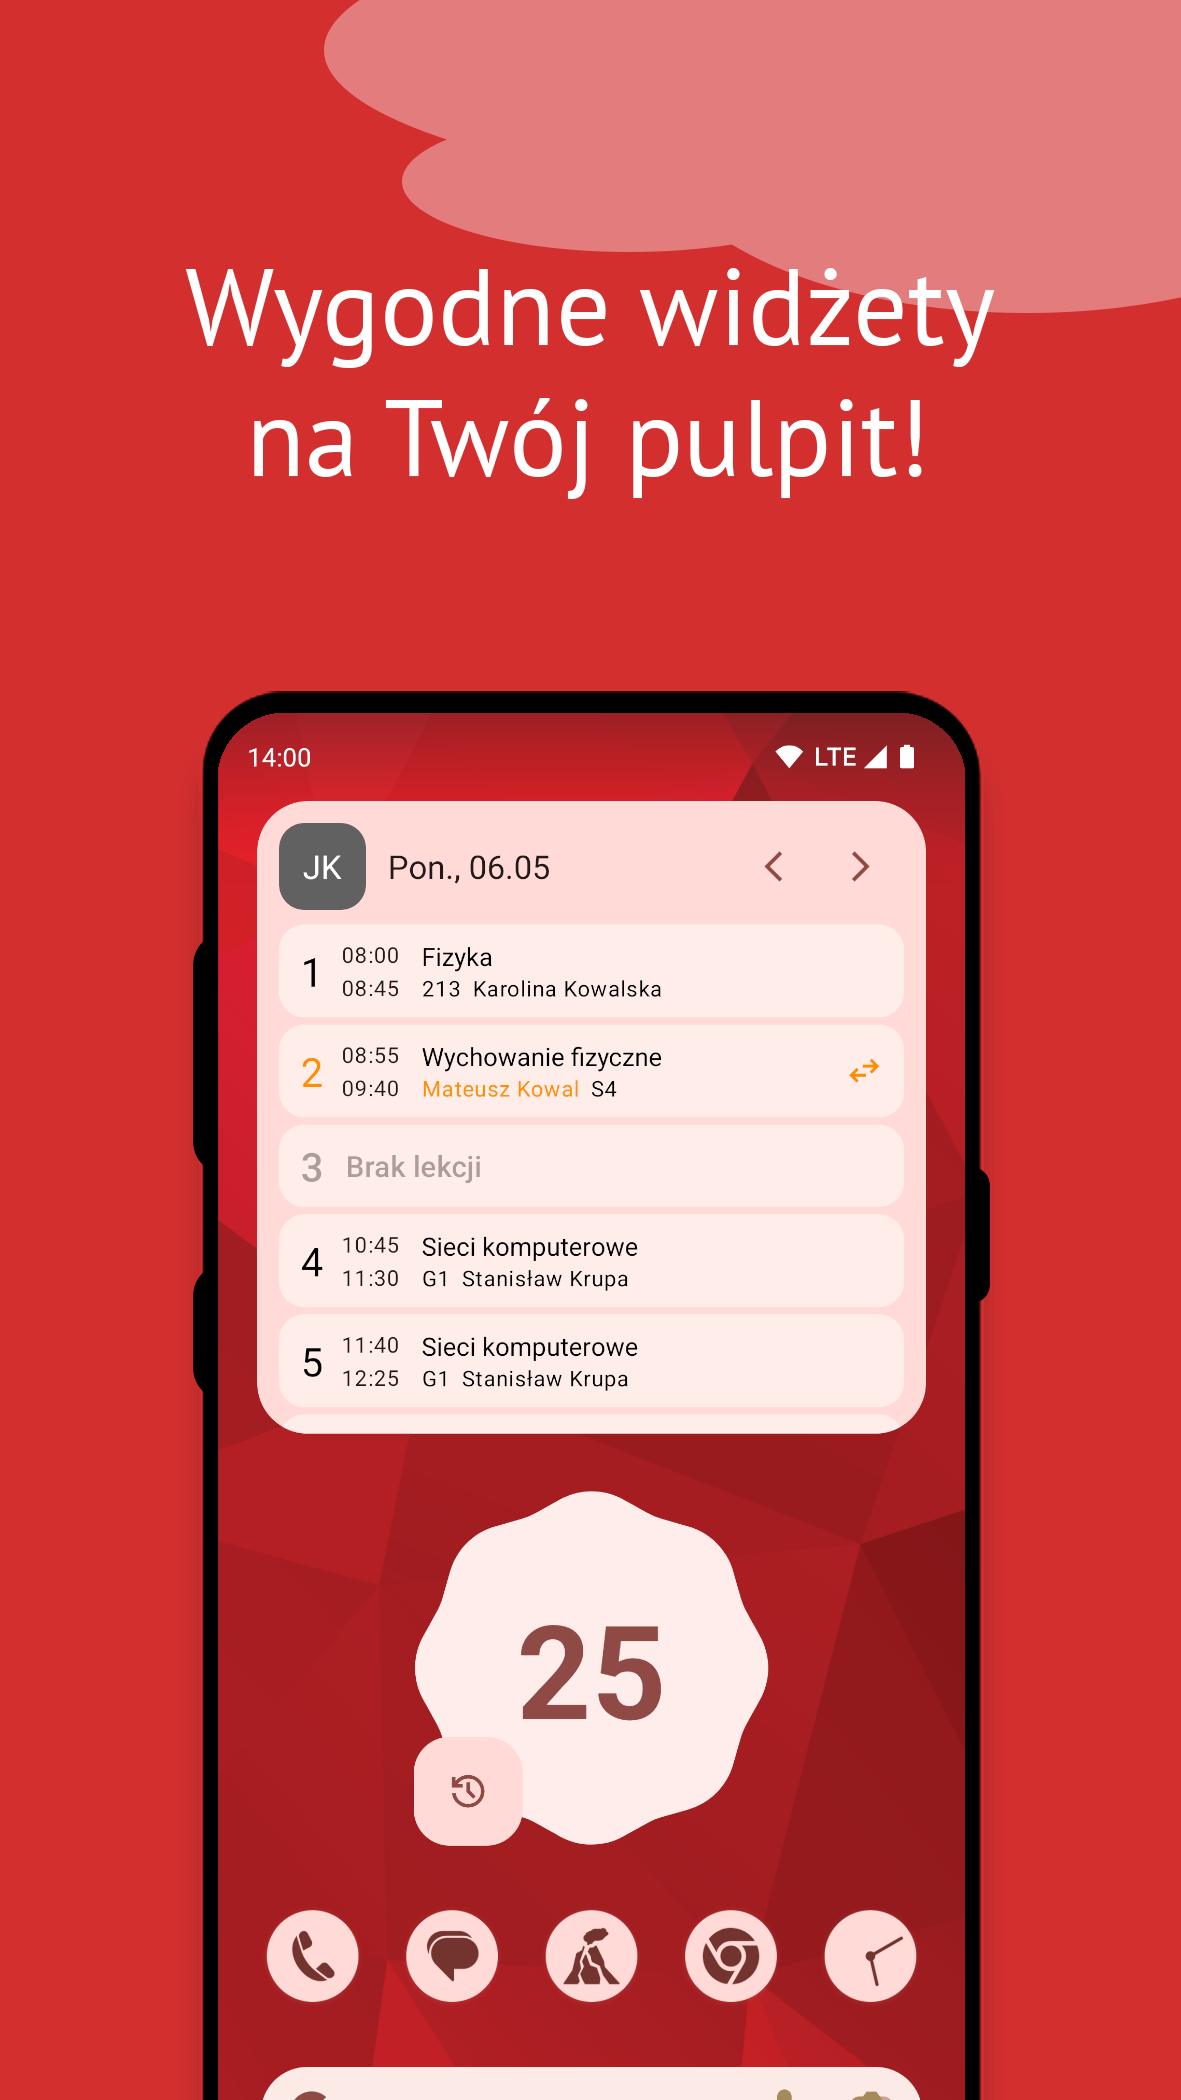 Wygodne widżety
na Twój pulpit!
14:00 LTE
JK Pon., 06.05
1 08:00 Fizyka
08:45 213 Karolina Kowalska
2 08:55 Wychowanie fizyczne
09:40 Mateusz Kowal S4
3 Brak lekcji
4 10:45 Sieci komputerowe
11:30 G1 Stanisław Krupa
5 11:40 Sieci komputerowe
12:25 G1 Stanisław Krupa
25